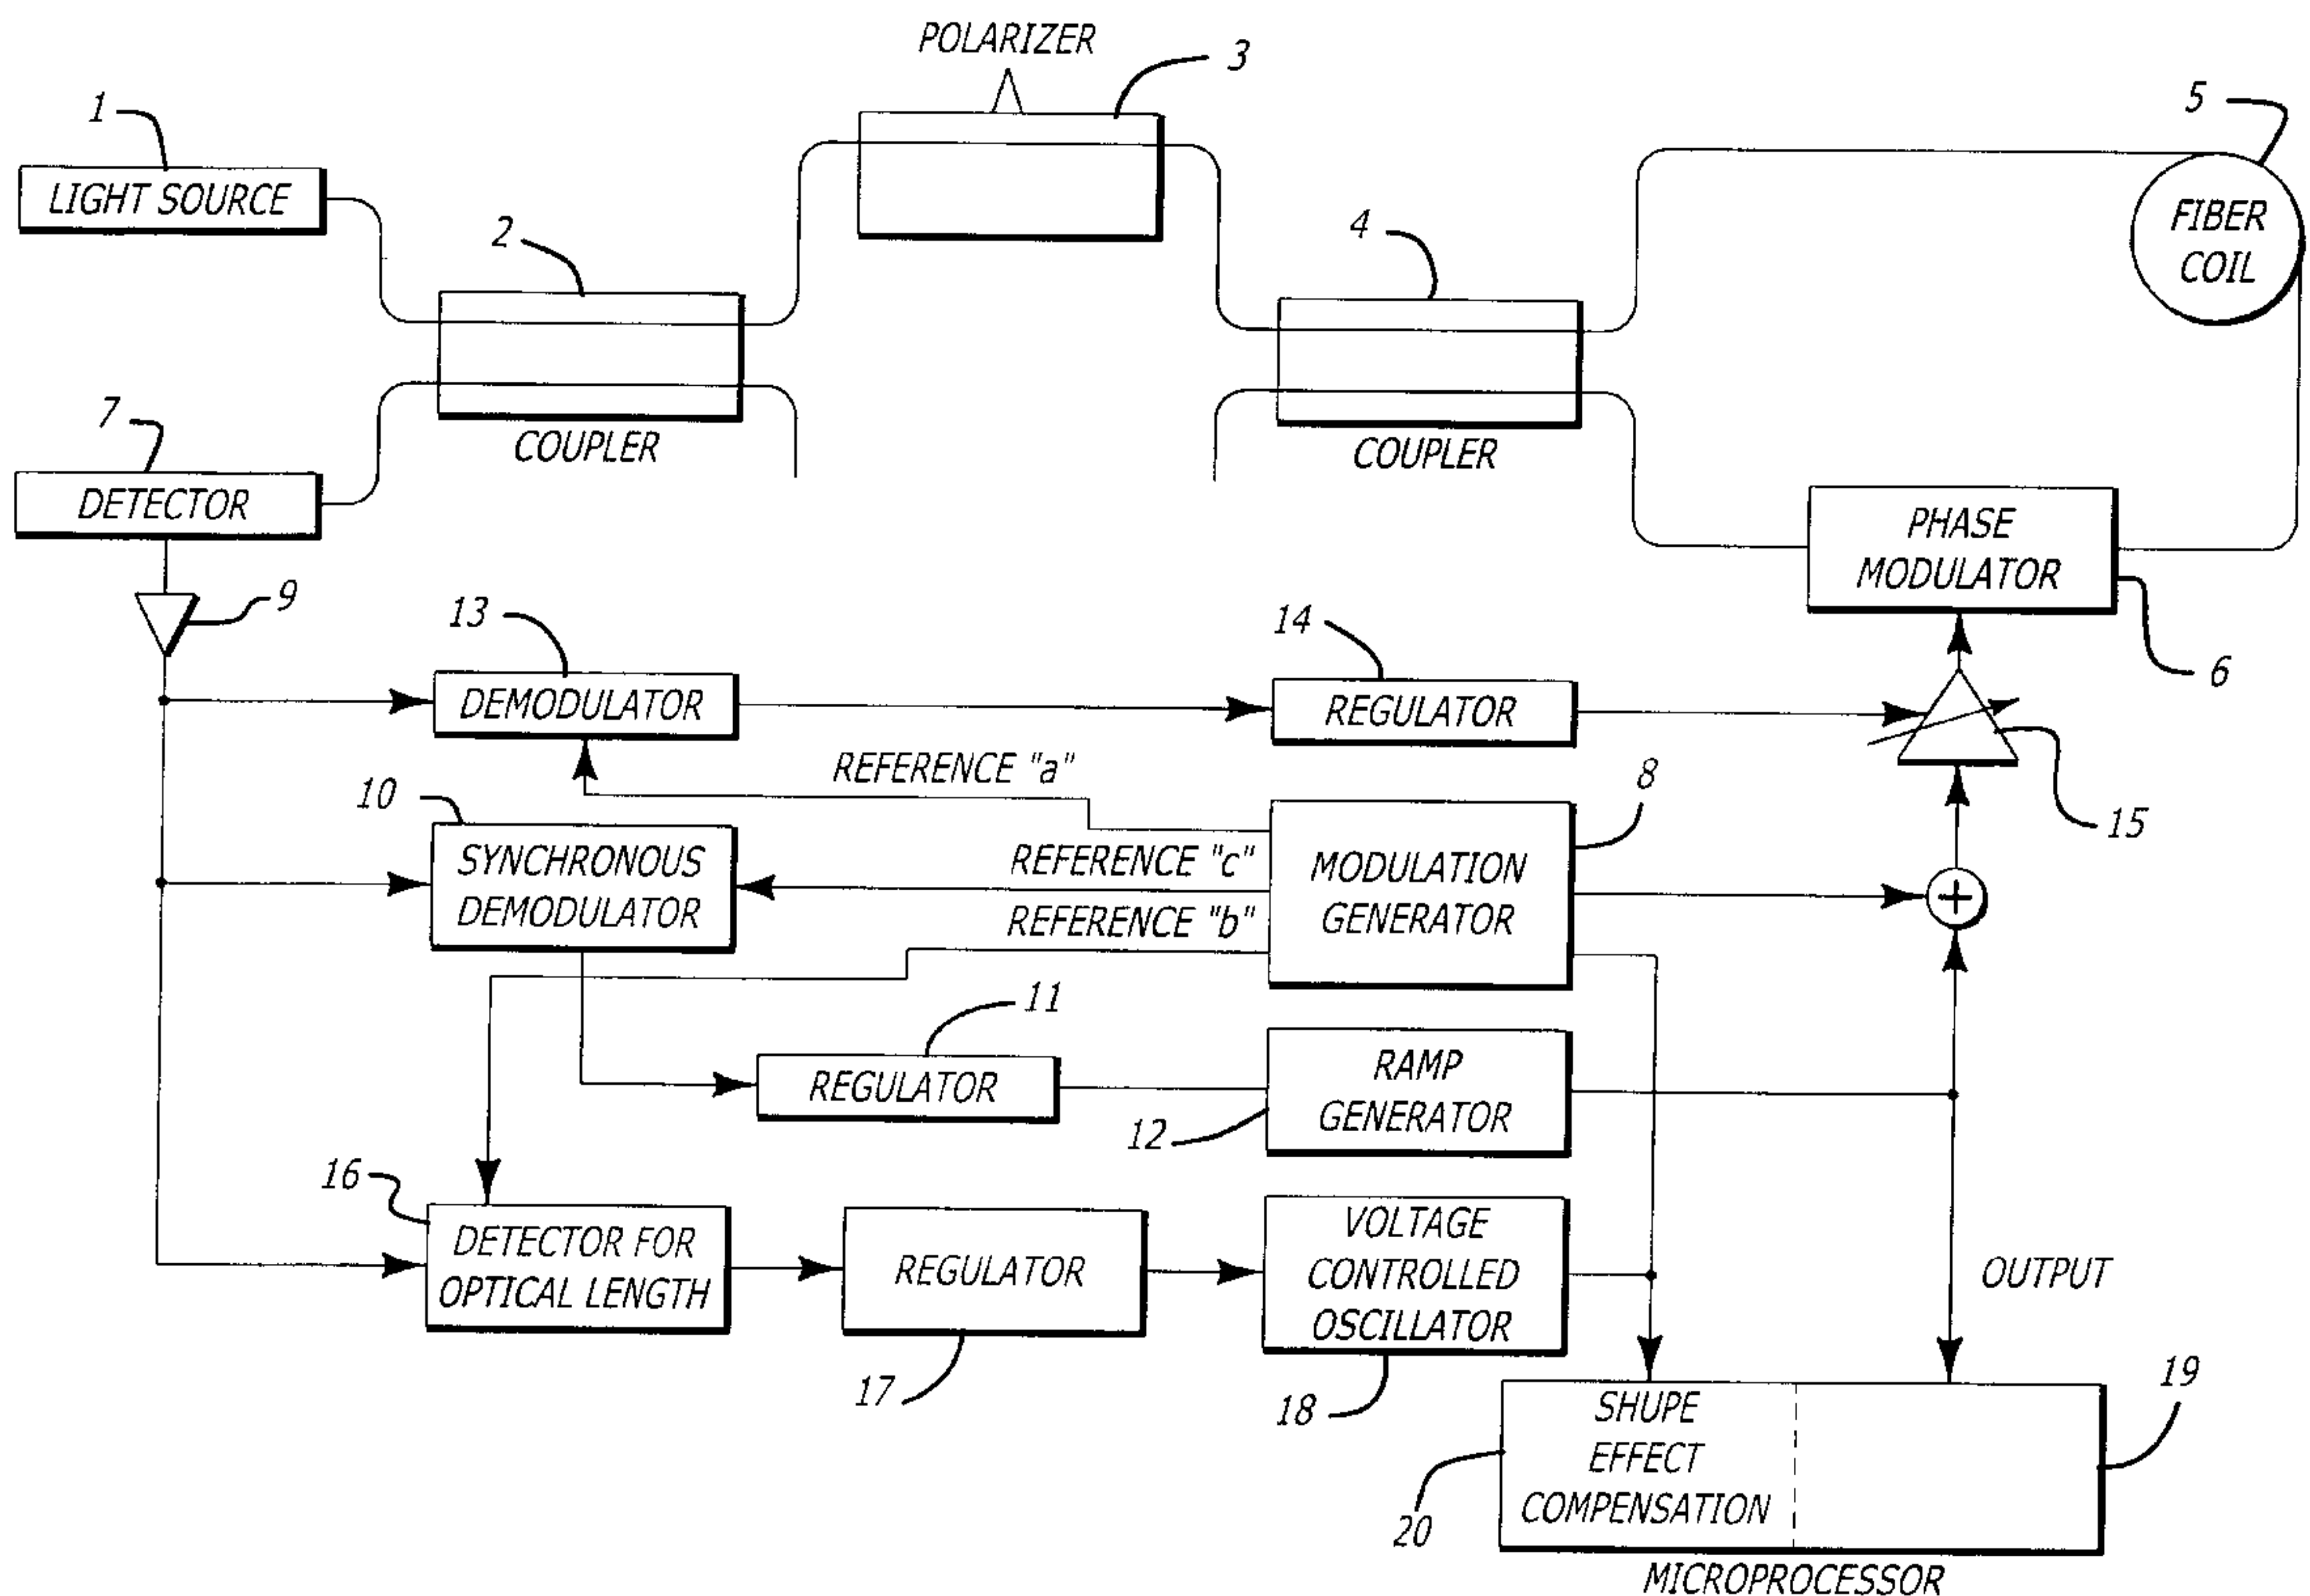 POLARIZER
3
1
5
LIGHT SOURCE
2
4
FIBER
COIL
7
COUPLER
COUPLER
DETECTOR
PHASE
MODULATOR
9
13
14
6
DEMODULATOR
REGULATOR
REFERENCE "a"
8
10
15
SYNCHRONOUS
DEMODULATOR
REFERENCE "c"
MODULATION
GENERATOR
+
REFERENCE "b"
11
REGULATOR
RAMP
GENERATOR
12
16
DETECTOR FOR
OPTICAL LENGTH
REGULATOR
VOLTAGE
CONTROLLED
OSCILLATOR
OUTPUT
17
18
19
SHUPE
EFFECT
COMPENSATION
20
MICROPROCESSOR